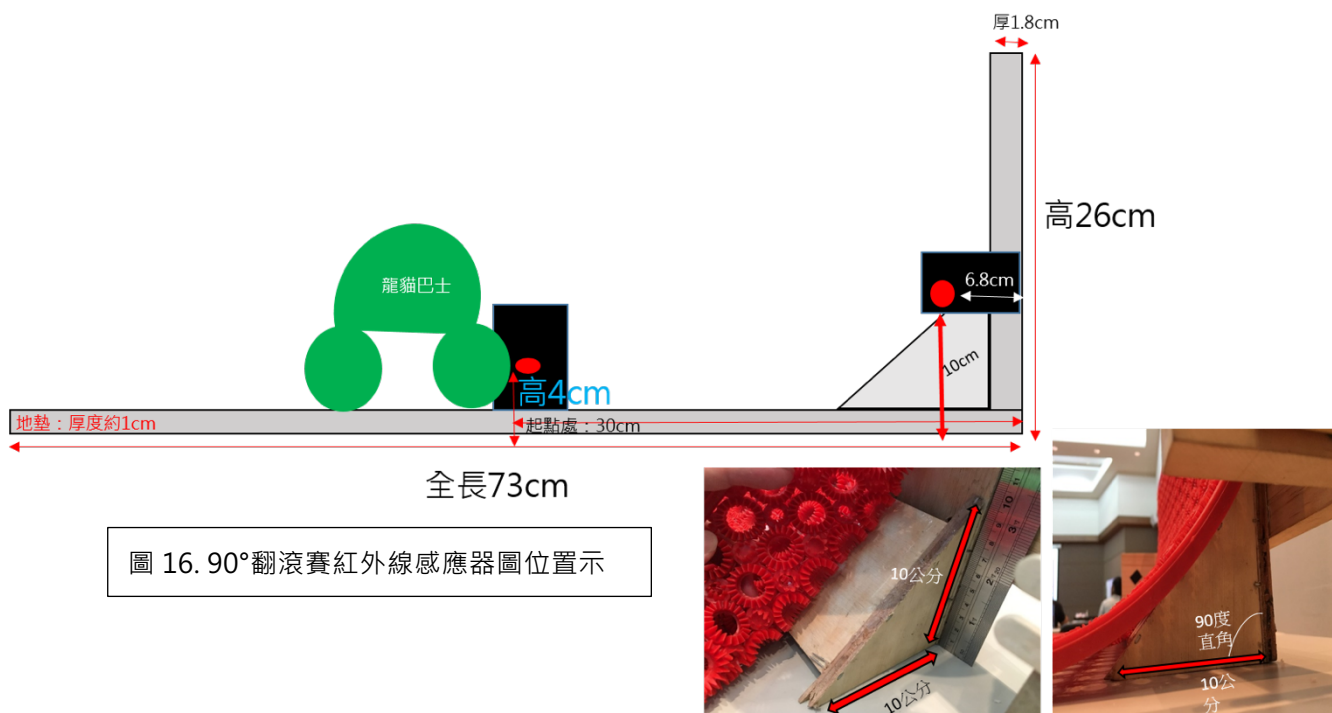 厚1.8cm
高26cm
龍貓巴士
6.8cm
10cm
高4cm
地墊：厚度約1cm
起點處：30cm
全長73cm
圖 16. 90°翻滾賽紅外線感應器圖位置示
10公分
10公分
90度
直角
10公
分